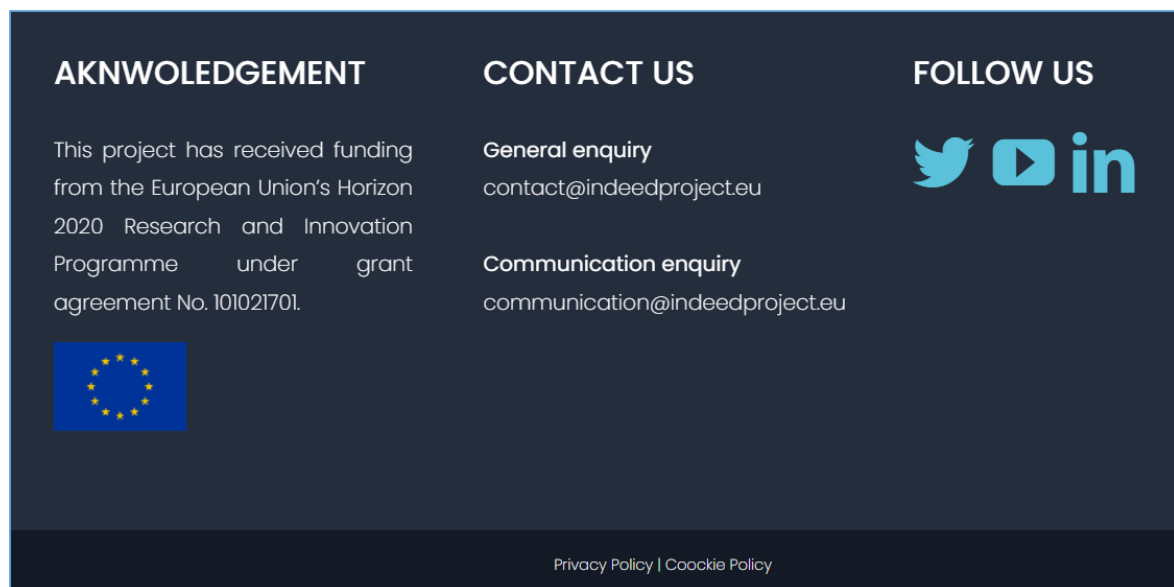 AKNWOLEDGEMENT
This project has received funding
from the European Union’s Horizon
2020 Research and Innovation
Programme under grant
agreement No. 101021701.
CONTACT US
General enquiry
contact@indeedproject.eu
Communication enquiry
communication@indeedproject.eu
FOLLOW US
Privacy Policy | Coockie Policy